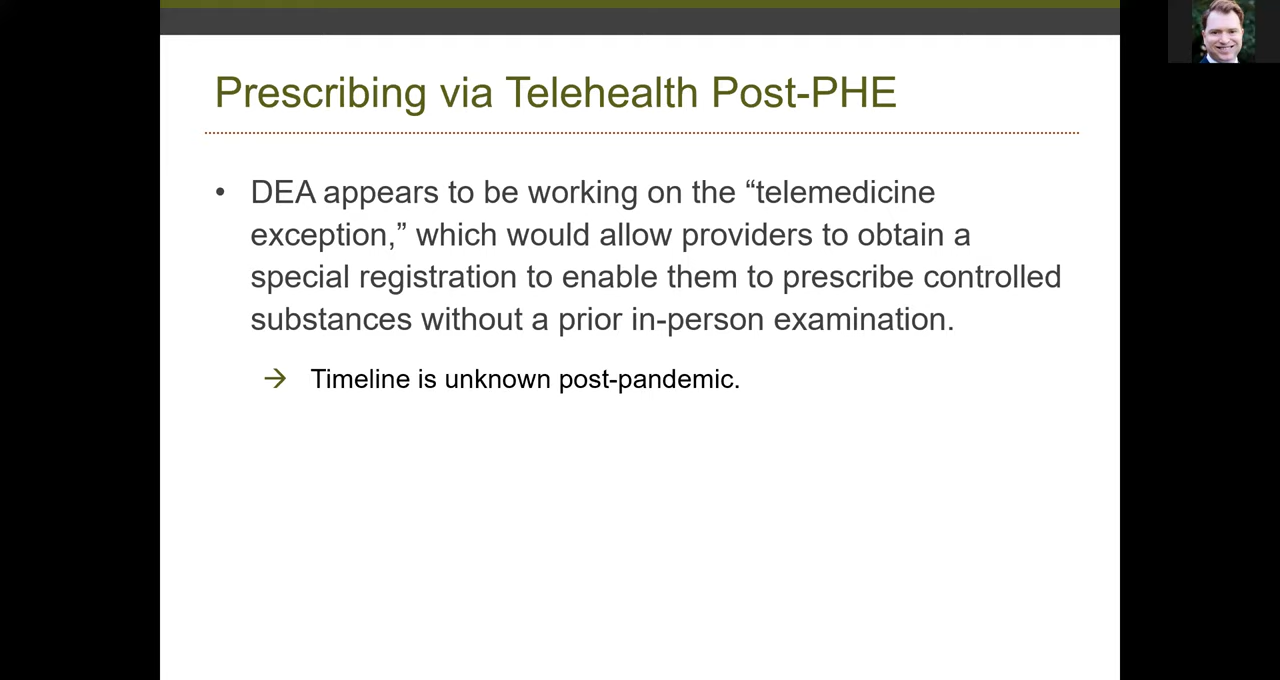 Prescribing via Telehealth Post-PHE
• DEA appears to be working on the “telemedicine
exception,” which would allow providers to obtain a
special registration to enable them to prescribe controlled
substances without a prior in-person examination.
→ Timeline is unknown post-pandemic.